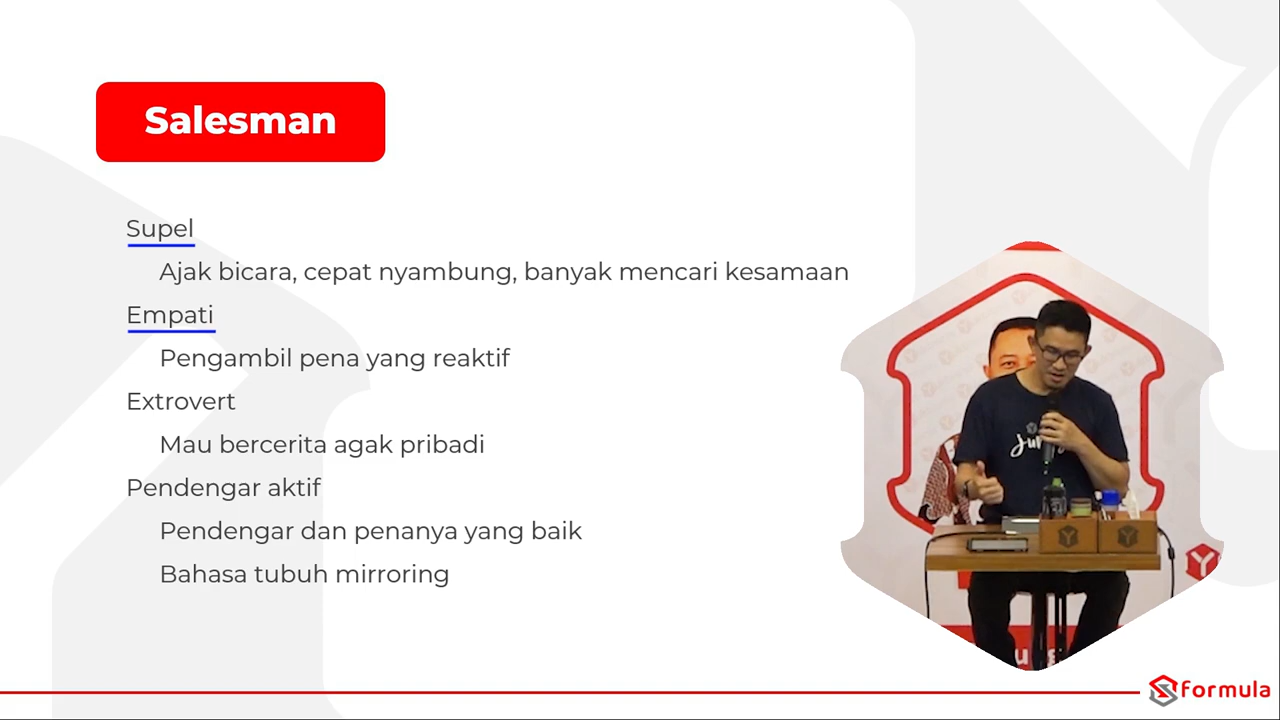 Salesman
Supel
Ajak bicara, cepat nyambung, banyak mencari kesamaan
Empati
Pengambil pena yang reaktif
Extrovert
Mau bercerita agak pribadi
Pendengar aktif
Pendengar dan penanya yang baik
Bahasa tubuh mirroring
formula